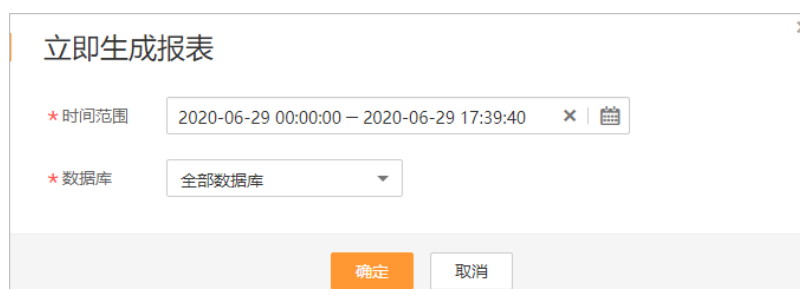 立即生成报表
* 时间范围 2020-06-29 00:00:00 – 2020-06-29 17:39:40
* 数据库 全部数据库
确定 取消